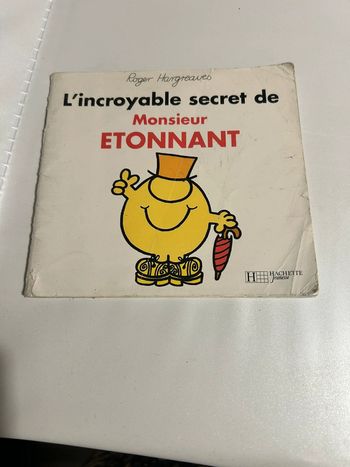 Roger Hargreaves
L'incroyable secret de
Monsieur
ETONNANT
H
HACHETTE
Jeunesse